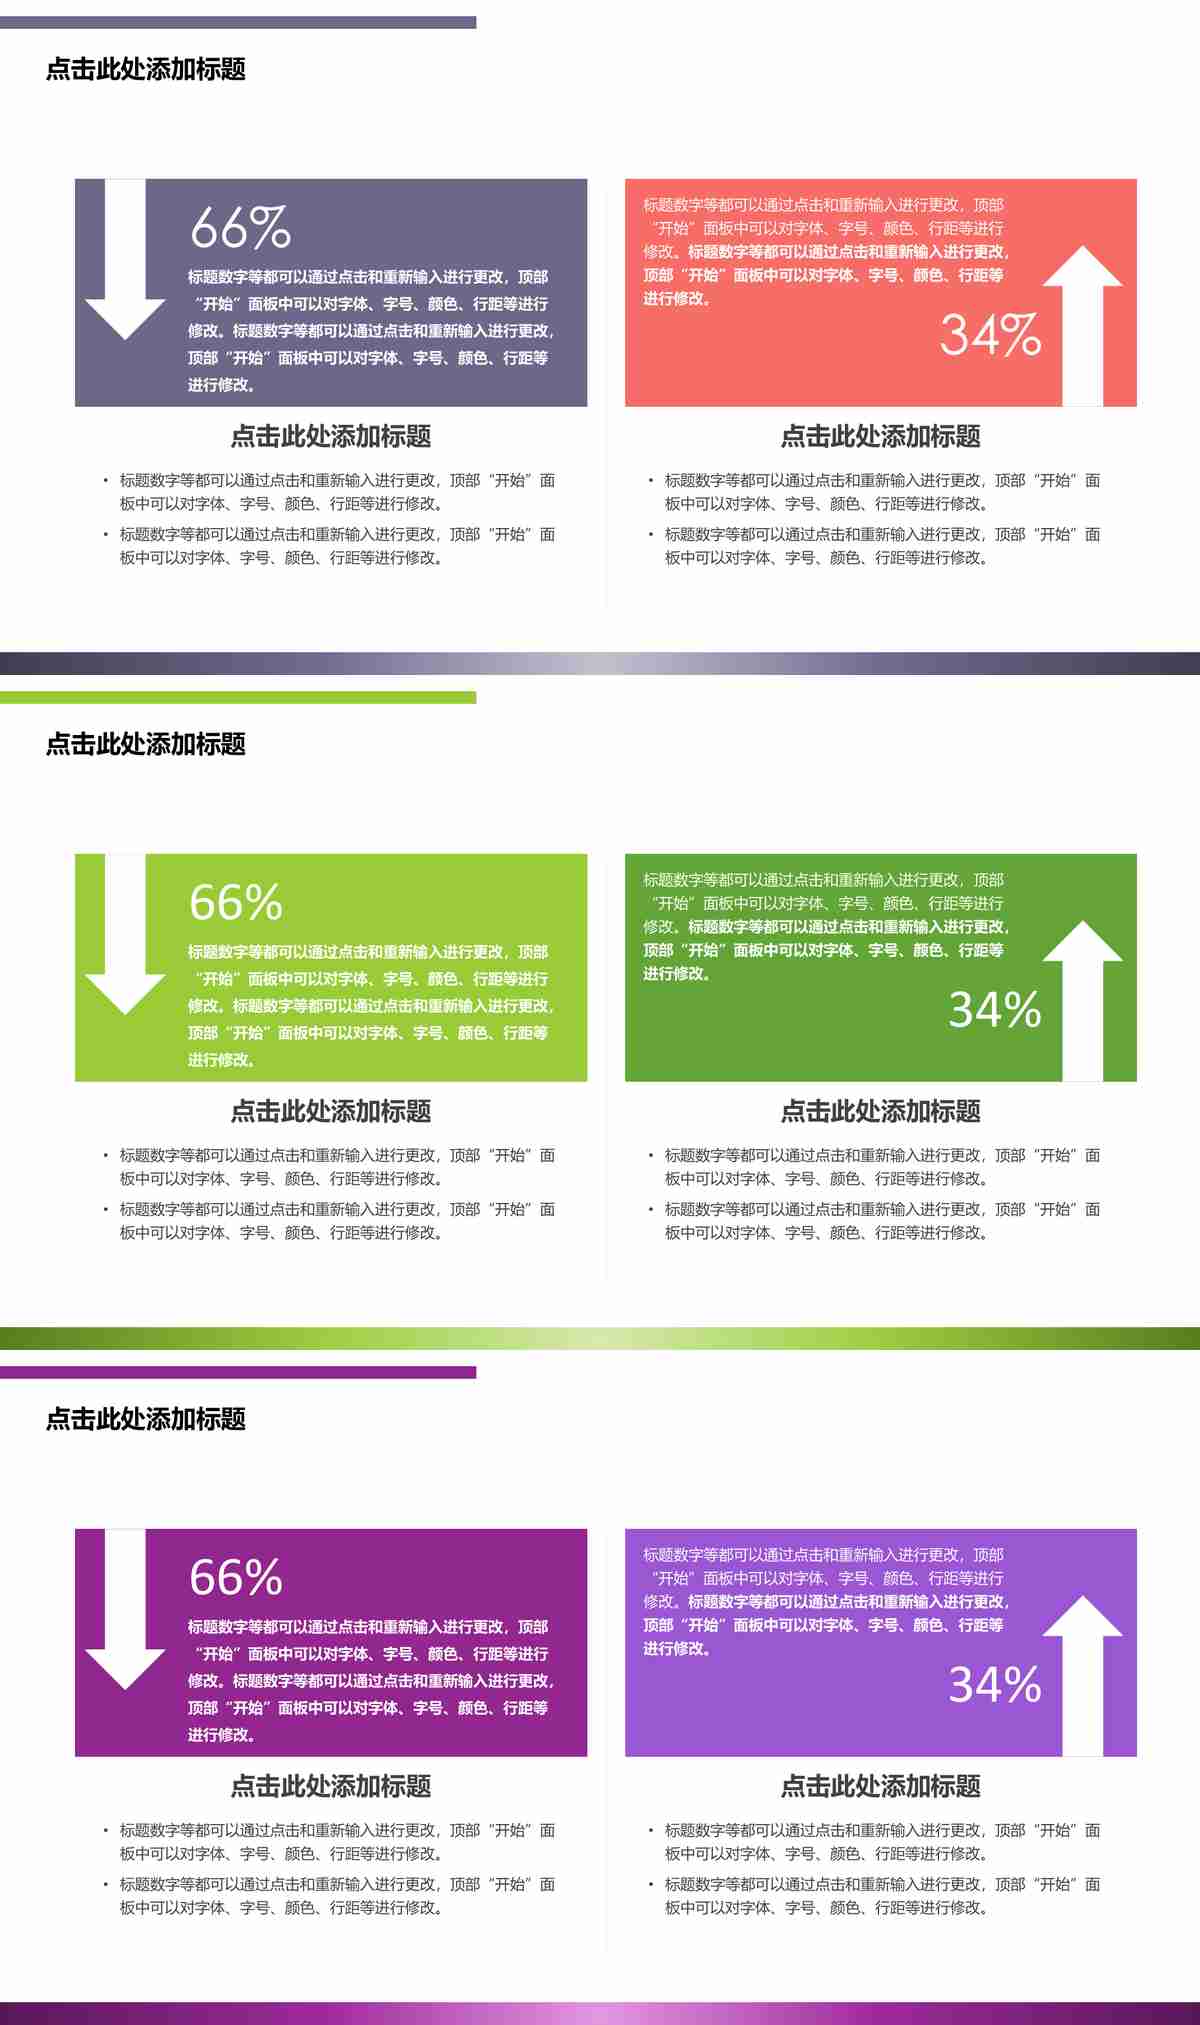 点击此处添加标题
66%
标题数字等都可以通过点击和重新输入进行更改，顶部
“开始”面板中可以对字体、字号、颜色、行距等进行
修改。标题数字等都可以通过点击和重新输入进行更改，
顶部“开始”面板中可以对字体、字号、颜色、行距等
进行修改。
标题数字等都可以通过点击和重新输入进行更改，顶部
“开始”面板中可以对字体、字号、颜色、行距等进行
修改。标题数字等都可以通过点击和重新输入进行更改，
顶部“开始”面板中可以对字体、字号、颜色、行距等
进行修改。
34%
点击此处添加标题
• 标题数字等都可以通过点击和重新输入进行更改，顶部“开始”面
板中可以对字体、字号、颜色、行距等进行修改。
• 标题数字等都可以通过点击和重新输入进行更改，顶部“开始”面
板中可以对字体、字号、颜色、行距等进行修改。
点击此处添加标题
• 标题数字等都可以通过点击和重新输入进行更改，顶部“开始”面
板中可以对字体、字号、颜色、行距等进行修改。
• 标题数字等都可以通过点击和重新输入进行更改，顶部“开始”面
板中可以对字体、字号、颜色、行距等进行修改。
点击此处添加标题
66%
标题数字等都可以通过点击和重新输入进行更改，顶部
“开始”面板中可以对字体、字号、颜色、行距等进行
修改。标题数字等都可以通过点击和重新输入进行更改，
顶部“开始”面板中可以对字体、字号、颜色、行距等
进行修改。
标题数字等都可以通过点击和重新输入进行更改，顶部
“开始”面板中可以对字体、字号、颜色、行距等进行
修改。标题数字等都可以通过点击和重新输入进行更改，
顶部“开始”面板中可以对字体、字号、颜色、行距等
进行修改。
34%
点击此处添加标题
• 标题数字等都可以通过点击和重新输入进行更改，顶部“开始”面
板中可以对字体、字号、颜色、行距等进行修改。
• 标题数字等都可以通过点击和重新输入进行更改，顶部“开始”面
板中可以对字体、字号、颜色、行距等进行修改。
点击此处添加标题
• 标题数字等都可以通过点击和重新输入进行更改，顶部“开始”面
板中可以对字体、字号、颜色、行距等进行修改。
• 标题数字等都可以通过点击和重新输入进行更改，顶部“开始”面
板中可以对字体、字号、颜色、行距等进行修改。
点击此处添加标题
66%
标题数字等都可以通过点击和重新输入进行更改，顶部
“开始”面板中可以对字体、字号、颜色、行距等进行
修改。标题数字等都可以通过点击和重新输入进行更改，
顶部“开始”面板中可以对字体、字号、颜色、行距等
进行修改。
标题数字等都可以通过点击和重新输入进行更改，顶部
“开始”面板中可以对字体、字号、颜色、行距等进行
修改。标题数字等都可以通过点击和重新输入进行更改，
顶部“开始”面板中可以对字体、字号、颜色、行距等
进行修改。
34%
点击此处添加标题
• 标题数字等都可以通过点击和重新输入进行更改，顶部“开始”面
板中可以对字体、字号、颜色、行距等进行修改。
• 标题数字等都可以通过点击和重新输入进行更改，顶部“开始”面
板中可以对字体、字号、颜色、行距等进行修改。
点击此处添加标题
• 标题数字等都可以通过点击和重新输入进行更改，顶部“开始”面
板中可以对字体、字号、颜色、行距等进行修改。
• 标题数字等都可以通过点击和重新输入进行更改，顶部“开始”面
板中可以对字体、字号、颜色、行距等进行修改。